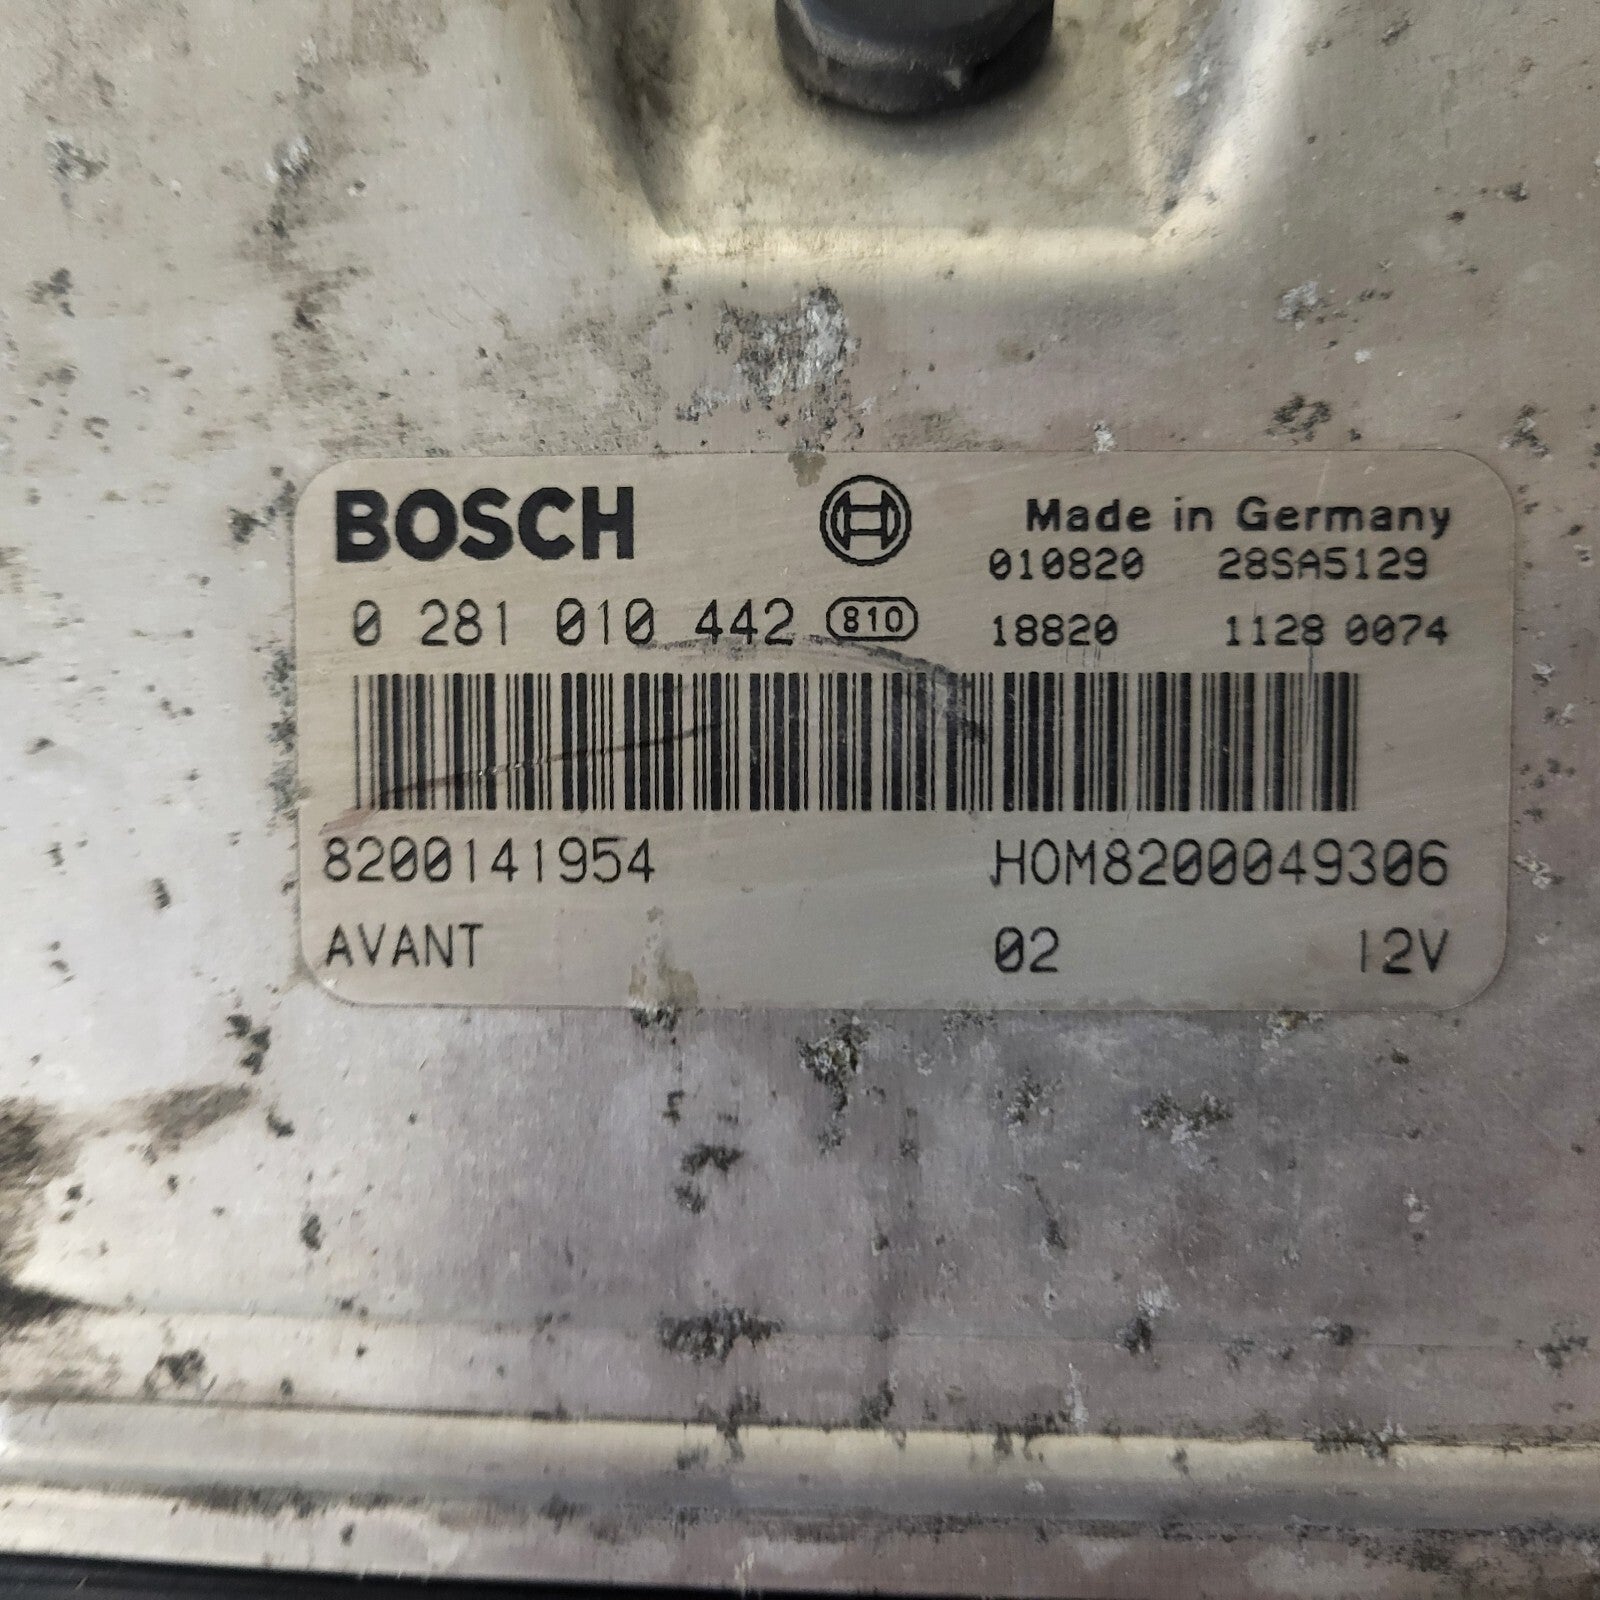 BOSCH
Made in Germany
010820 28SA5129
0 281 010 442 810 18820 1128 0074
8200141954 HOM8200049306
AVANT 02 12V